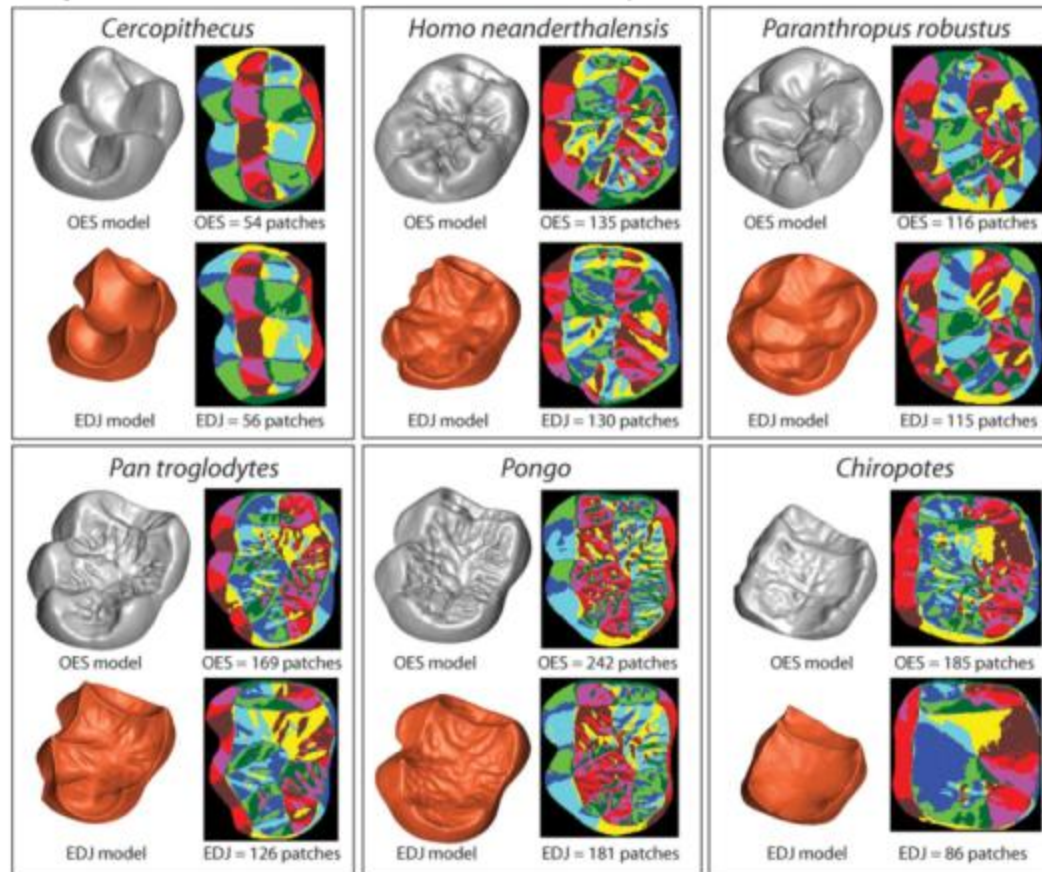 Cercopithecus
OES model
OES = 54 patches
EDJ model
EDJ = 56 patches
Homo neanderthalensis
OES model
OES = 135 patches
EDJ model
EDJ = 130 patches
Paranthropus robustus
OES model
OES = 116 patches
EDJ model
EDJ = 115 patches
Pan troglodytes
OES model
OES = 169 patches
EDJ model
EDJ = 126 patches
Pongo
OES model
OES = 242 patches
EDJ model
EDJ = 181 patches
Chiropotes
OES model
OES = 185 patches
EDJ model
EDJ = 86 patches